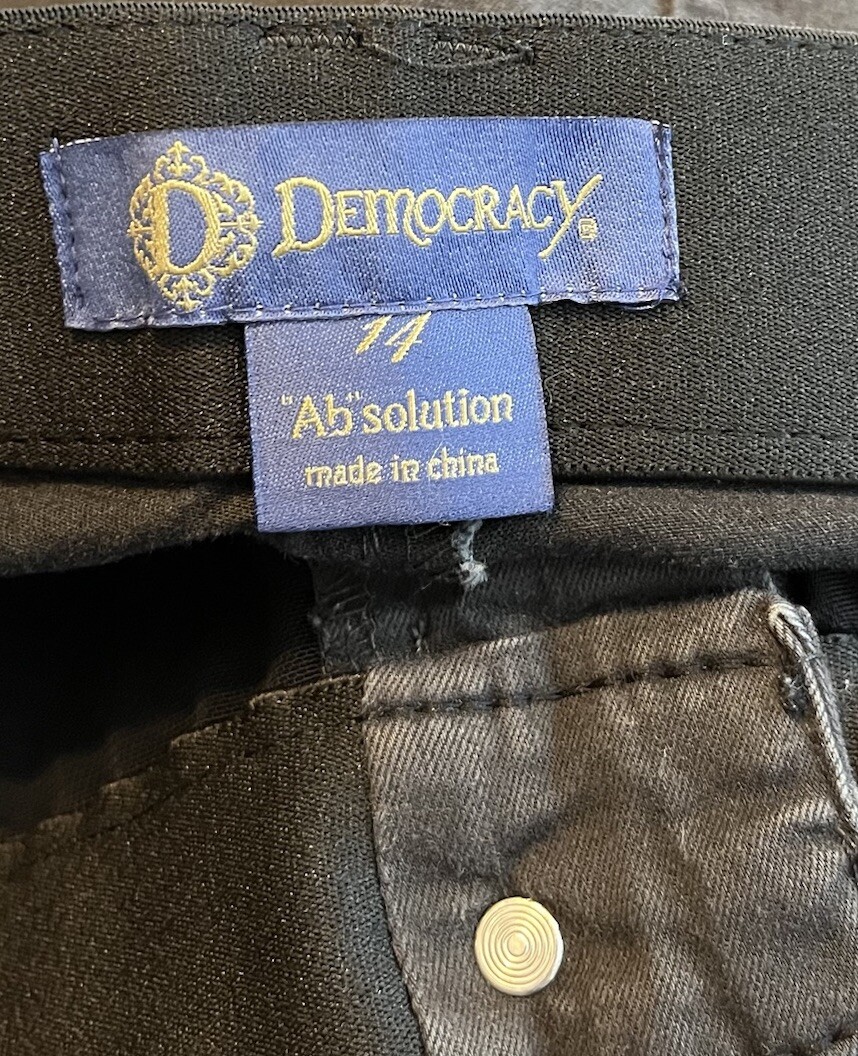 D DEMOCRACY®
14
"Ab"solution
made in china